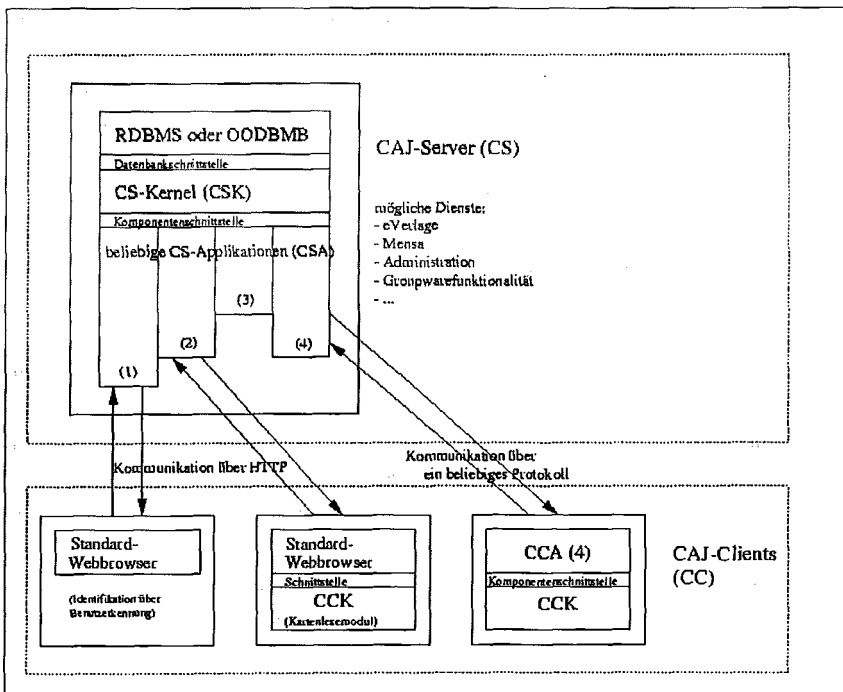 RDBMS oder OODBMB
Datenbankschnittstelle
CS-Kernel (CSK)
Komponentenschnittstelle
beliebige CS-Applikationen (CSA)
(1)
(2)
(3)
(4)
CAJ-Server (CS)
mögliche Dienste:
- eVerlage
- Mensa
- Administration
- Groupwarefunktionalität
- ...
Kommunikation über HTTP
Kommunikation über
ein beliebiges Protokoll
Standard-
Webbrowser
(Identifikation über
Benutzerkennung)
Standard-
Webbrowser
Schnittstelle
CCK
(Kartenlesemodul)
CCA (4)
Komponentenschnittstelle
CCK
CAJ-Clients
(CC)